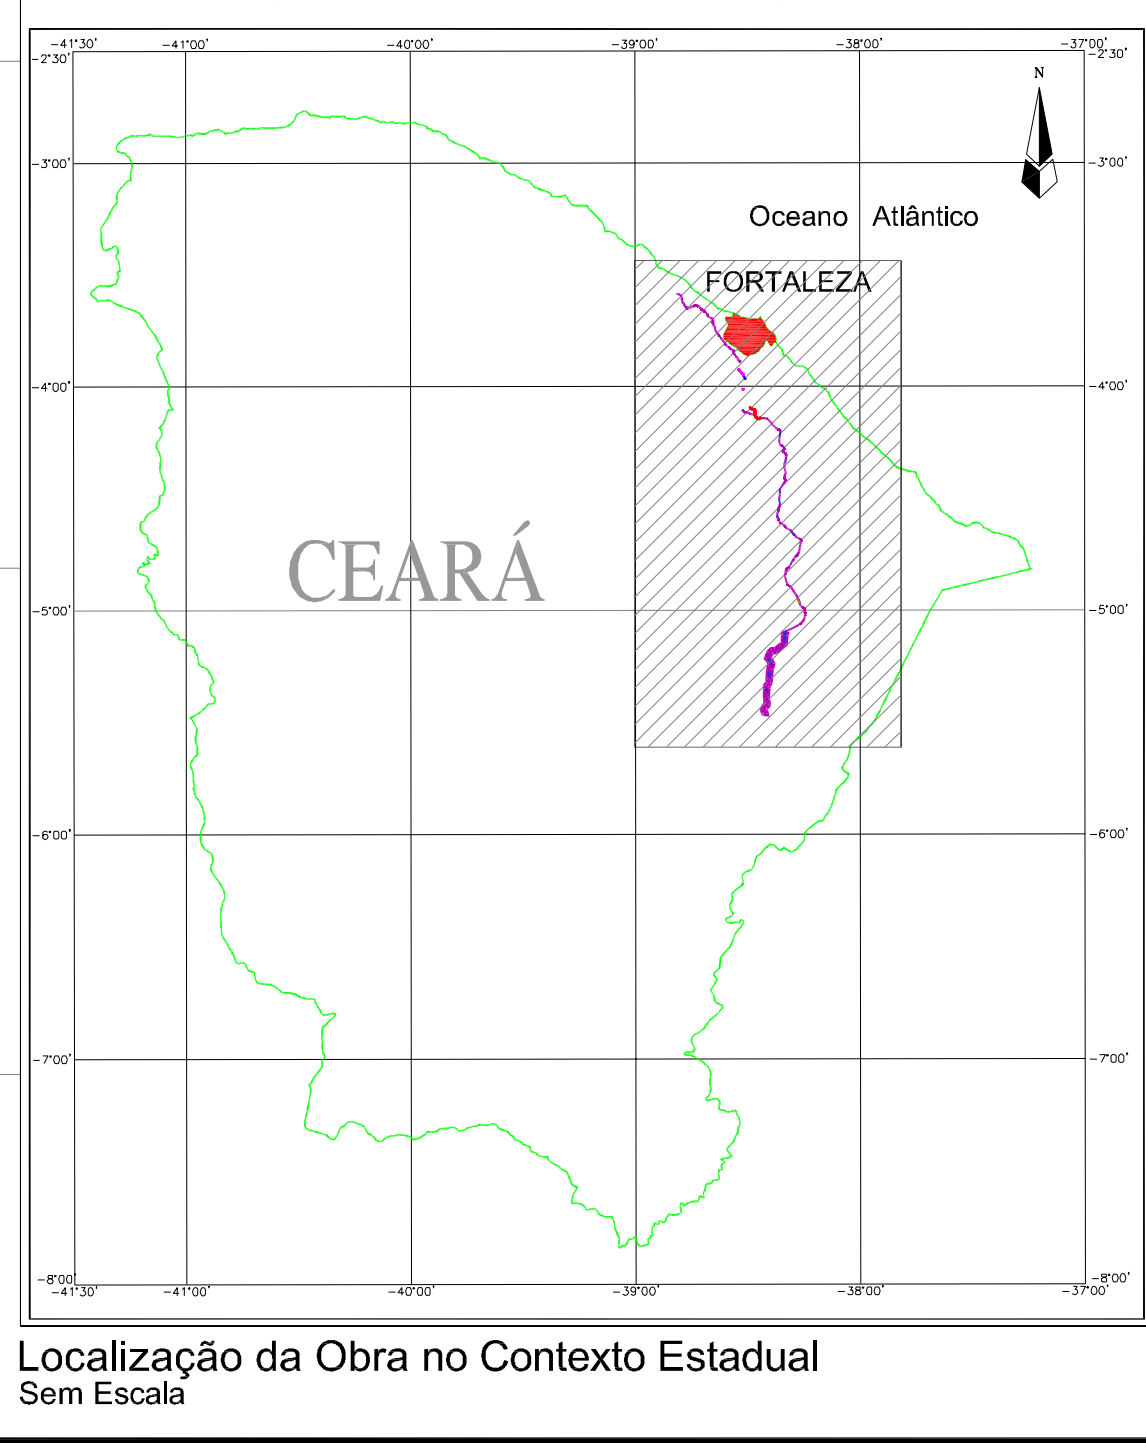 -41°30' -41°00' -40°00' -39°00' -38°00' -37°00'
-2°30' -2°30'
N
-3°00' -3°00'
Oceano Atlântico
FORTALEZA
-4°00' -4°00'
CEARÁ
-5°00' -5°00'
-6°00' -6°00'
-7°00' -7°00'
-8°00' -8°00'
-41°30' -41°00' -40°00' -39°00' -38°00' -37°00'
Localização da Obra no Contexto Estadual
Sem Escala